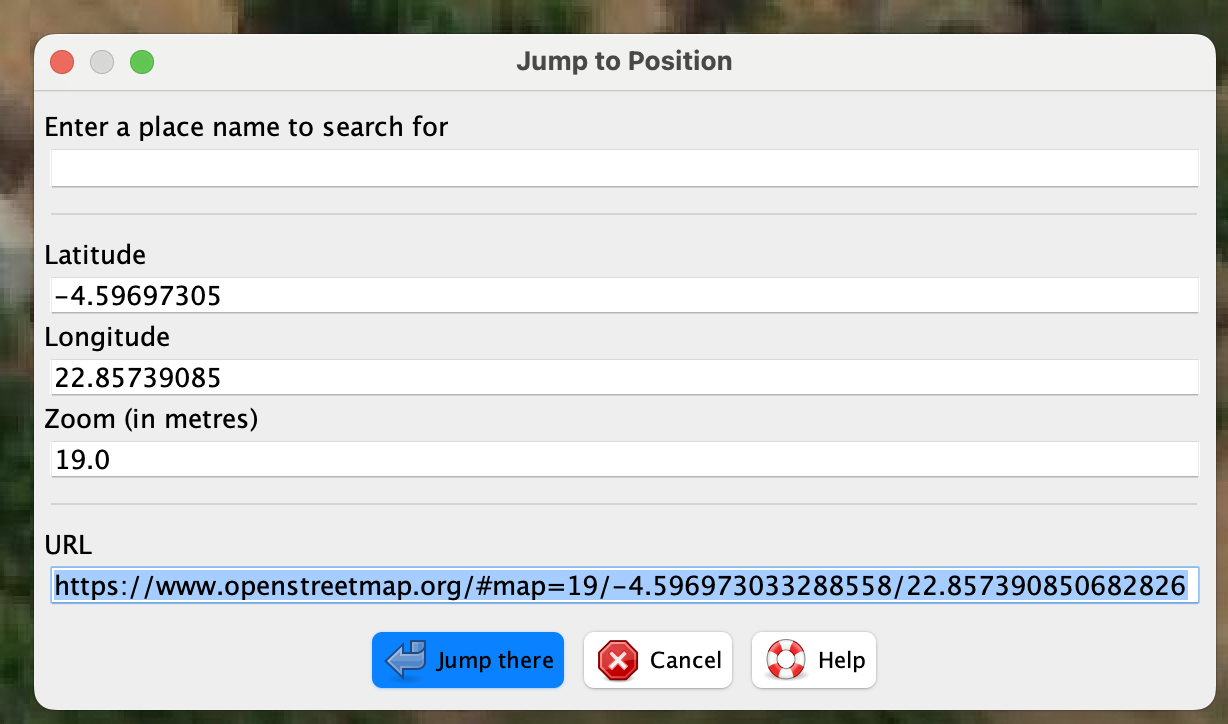 Jump to Position
Enter a place name to search for
Latitude
-4.59697305
Longitude
22.85739085
Zoom (in metres)
19.0
URL
https://www.openstreetmap.org/#map=19/-4.596973033288558/22.857390850682826
Jump there
Cancel
Help